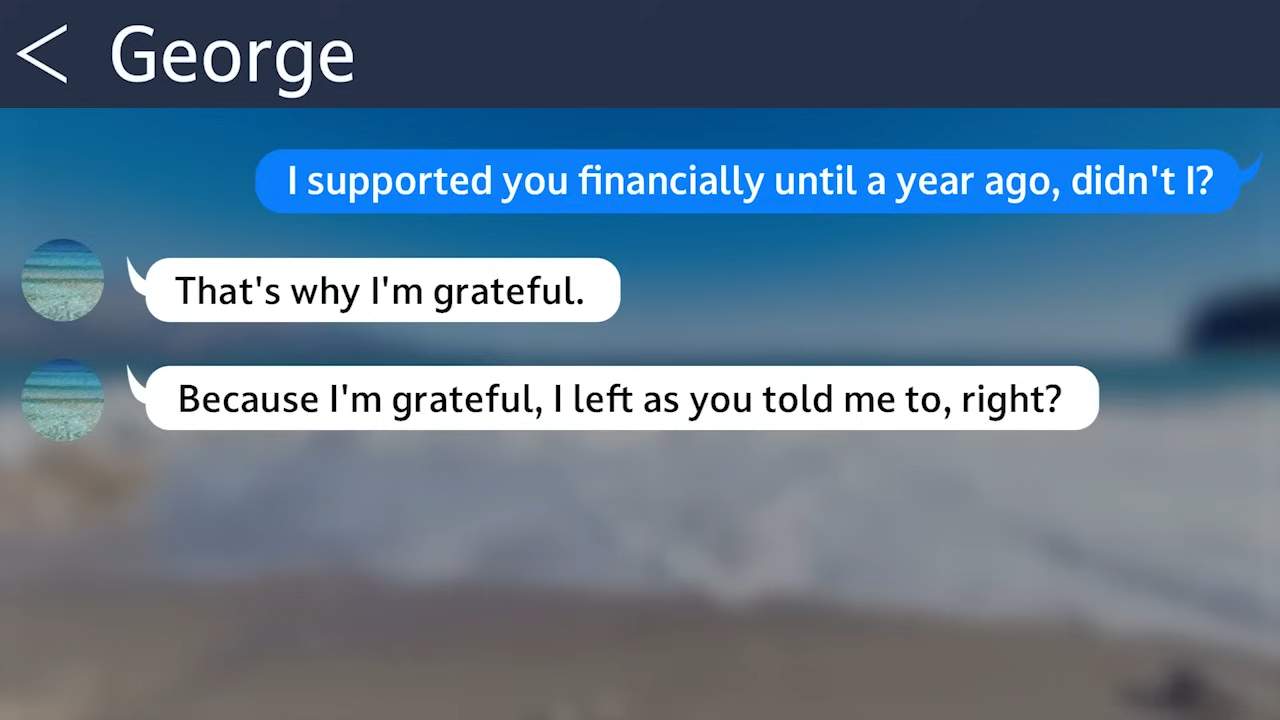 George
I supported you financially until a year ago, didn't I?
That's why I'm grateful.
Because I'm grateful, I left as you told me to, right?